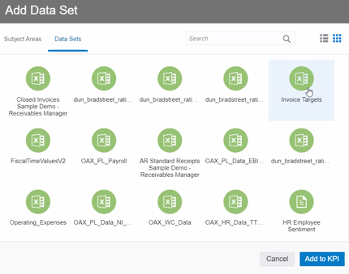 Add Data Set
Subject Areas
Data Sets
Search
Closed Invoices
Sample Demo -
Receivables Manager
dun_bradstreet_rati...
dun_bradstreet_rati...
dun_bradstreet_rati...
Invoice Targets
FiscalTimeValuesV2
OAX_PL_Payroll
AR Standard Receipts
Sample Demo -
Receivables Manager
OAX_PL_Data_EBI...
dun_bradstreet_rati...
Operating_Expenses
OAX_PL_Data_NI_...
OAX_WC_Data
OAX_HR_Data_TT...
HR Employee
Sentiment
Cancel
Add to KPI